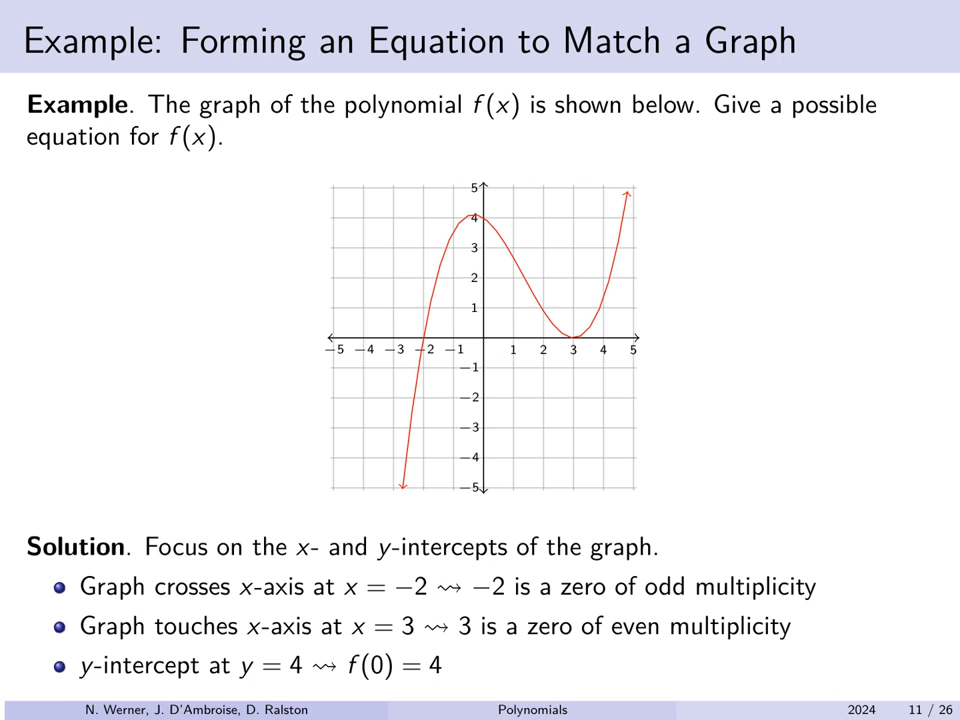 Example: Forming an Equation to Match a Graph
Example. The graph of the polynomial f(x) is shown below. Give a possible
equation for f(x).
5
4
3
2
1
−5 −4 −3 −2 −1 1 2 3 4 5
−1
−2
−3
−4
−5
Solution. Focus on the x- and y-intercepts of the graph.
Graph crosses x-axis at x = −2 ⇝ −2 is a zero of odd multiplicity
Graph touches x-axis at x = 3 ⇝ 3 is a zero of even multiplicity
y-intercept at y = 4 ⇝ f(0) = 4
N. Werner, J. D'Ambroise, D. Ralston Polynomials 2024 11 / 26